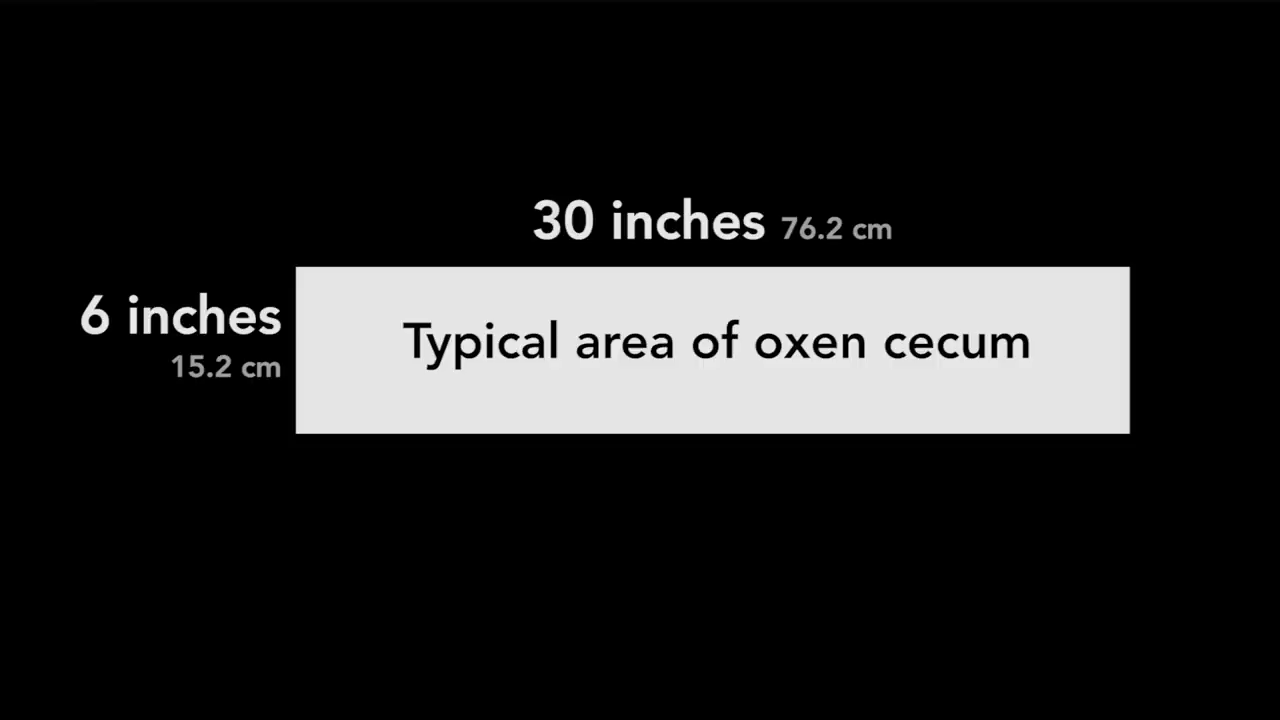 30 inches 76.2 cm
6 inches
15.2 cm
Typical area of oxen cecum